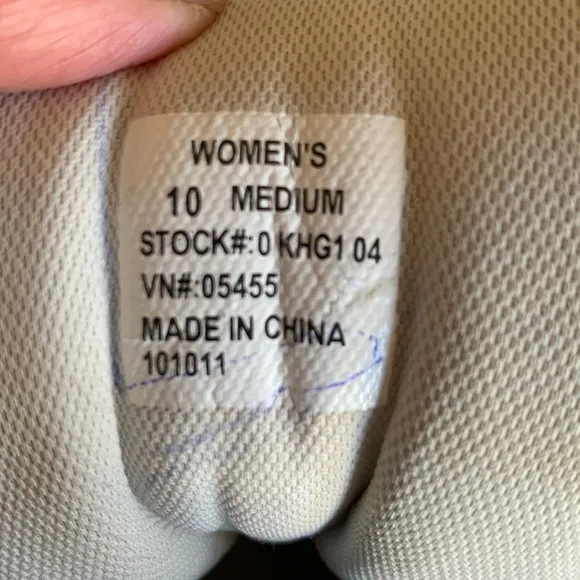 WOMEN'S
10 MEDIUM
STOCK#:0 KHG1 04
VN#:05455
MADE IN CHINA
101011